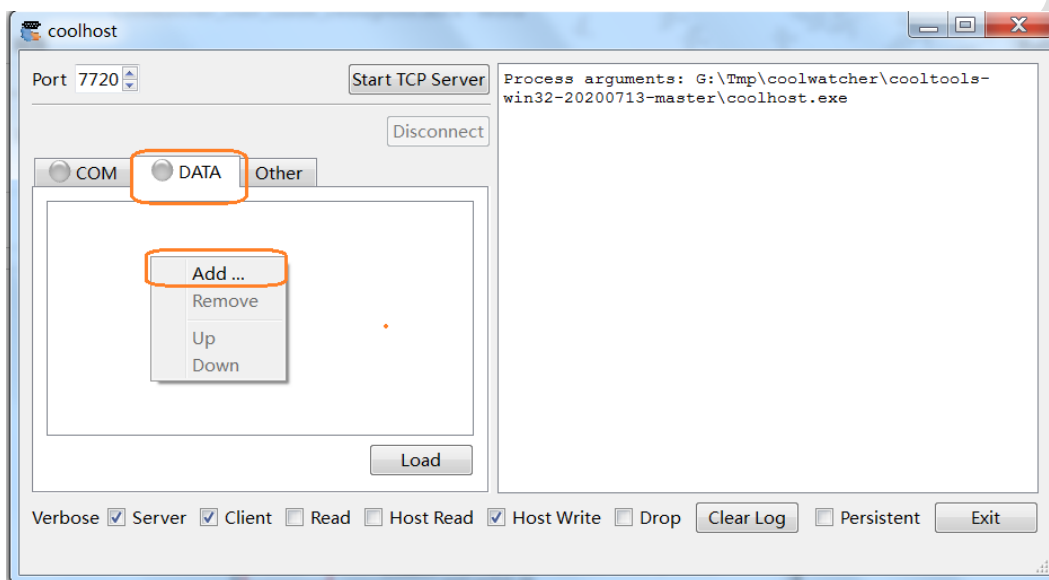 coolhost
Port 7720 Start TCP Server
Disconnect
COM DATA Other
Add ...
Remove
Up
Down
Load
Process arguments: G:\Tmp\coolwatcher\cooltools-
win32-20200713-master\coolhost.exe
Verbose Server Client Read Host Read Host Write Drop Clear Log Persistent Exit